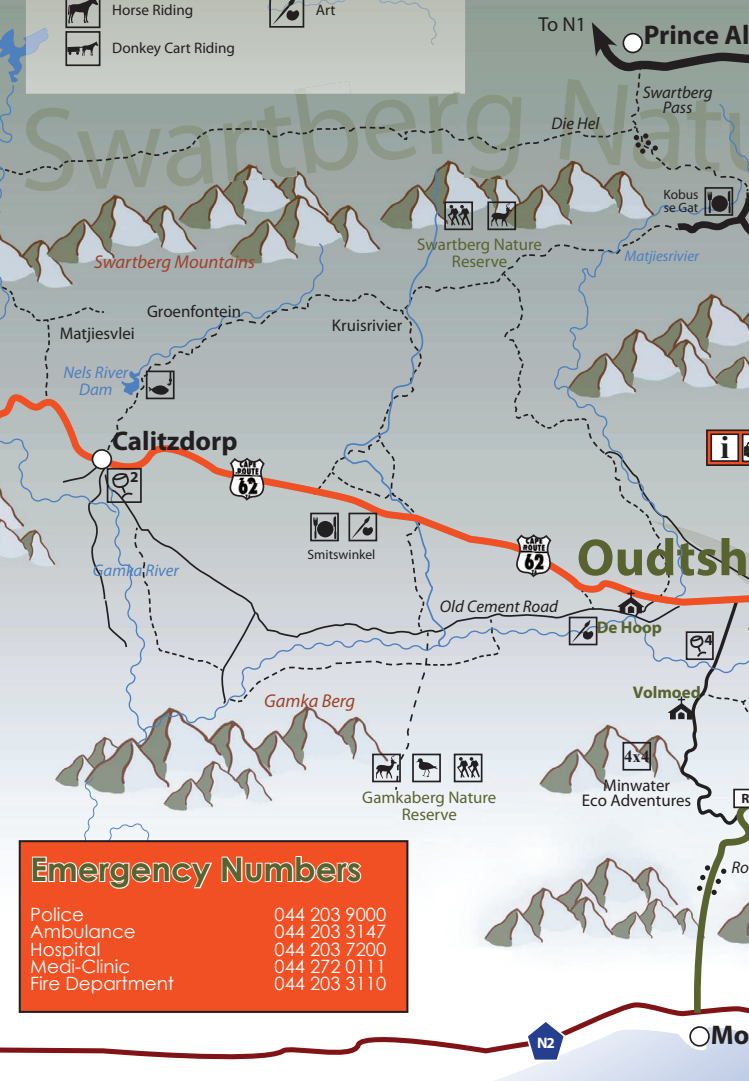 Horse Riding
Art
Donkey Cart Riding
To N1
Prince Al
Swartberg
Pass
Die Hel
Swartberg Natu
Kobus
se Gat
Swartberg Nature
Reserve
Matjiesrivier
Swartberg Mountains
Groenfontein
Kruisrivier
Matjiesvlei
Nels River
Dam
Calitzdorp
i
2
CAPE
ROUTE
62
Smitswinkel
CAPE
ROUTE
62
Oudtsh
Gamka River
Old Cement Road
De Hoop
4
Volmoed
Gamka Berg
4x4
Minwater
Eco Adventures
Gamkaberg Nature
Reserve
R
Ro
Emergency Numbers
Police 044 203 9000
Ambulance 044 203 3147
Hospital 044 203 7200
Medi-Clinic 044 272 0111
Fire Department 044 203 3110
N2
Mo